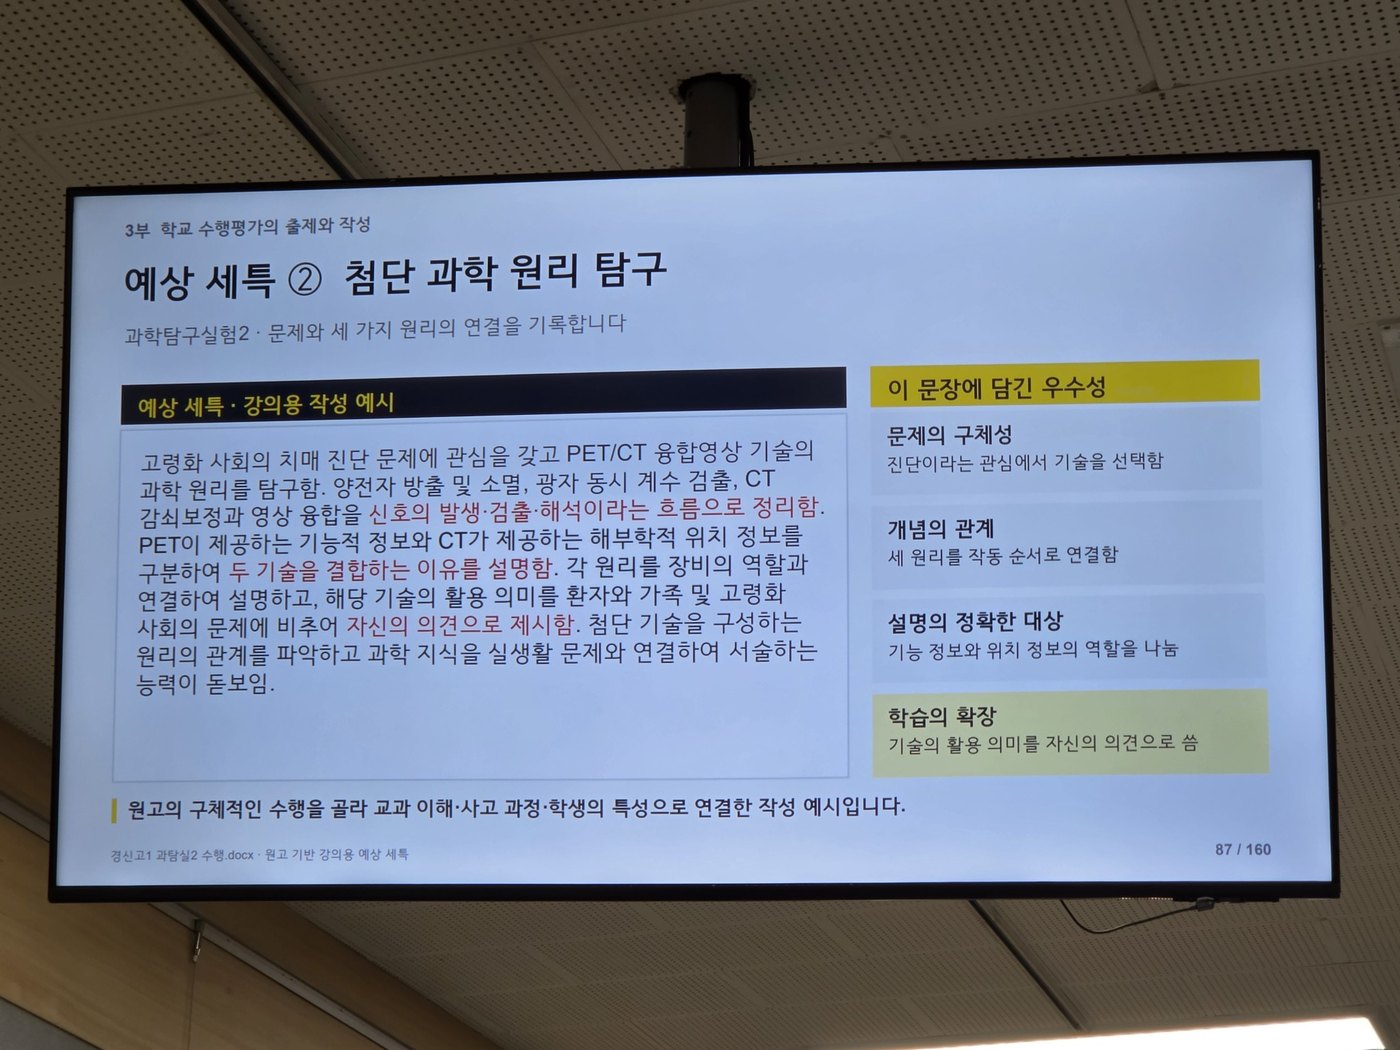 3부 학교 수행평가의 출제와 작성
예상 세특 ② 첨단 과학 원리 탐구
과학탐구실험2 · 문제와 세 가지 원리의 연결을 기록합니다
예상 세특 · 강의용 작성 예시
고령화 사회의 치매 진단 문제에 관심을 갖고 PET/CT 융합영상 기술의
과학 원리를 탐구함. 양전자 방출 및 소멸, 광자 동시 계수 검출, CT
감쇠보정과 영상 융합을 신호의 발생·검출·해석이라는 흐름으로 정리함.
PET이 제공하는 기능적 정보와 CT가 제공하는 해부학적 위치 정보를
구분하여 두 기술을 결합하는 이유를 설명함. 각 원리를 장비의 역할과
연결하여 설명하고, 해당 기술의 활용 의미를 환자와 가족 및 고령화
사회의 문제에 비추어 자신의 의견으로 제시함. 첨단 기술을 구성하는
원리의 관계를 파악하고 과학 지식을 실생활 문제와 연결하여 서술하는
능력이 돋보임.
이 문장에 담긴 우수성
문제의 구체성
진단이라는 관심에서 기술을 선택함
개념의 관계
세 원리를 작동 순서로 연결함
설명의 정확한 대상
기능 정보와 위치 정보의 역할을 나눔
학습의 확장
기술의 활용 의미를 자신의 의견으로 씀
원고의 구체적인 수행을 골라 교과 이해·사고 과정·학생의 특성으로 연결한 작성 예시입니다.
경신고1 과탐실2 수행.docx · 원고 기반 강의용 예상 세특
87 / 160